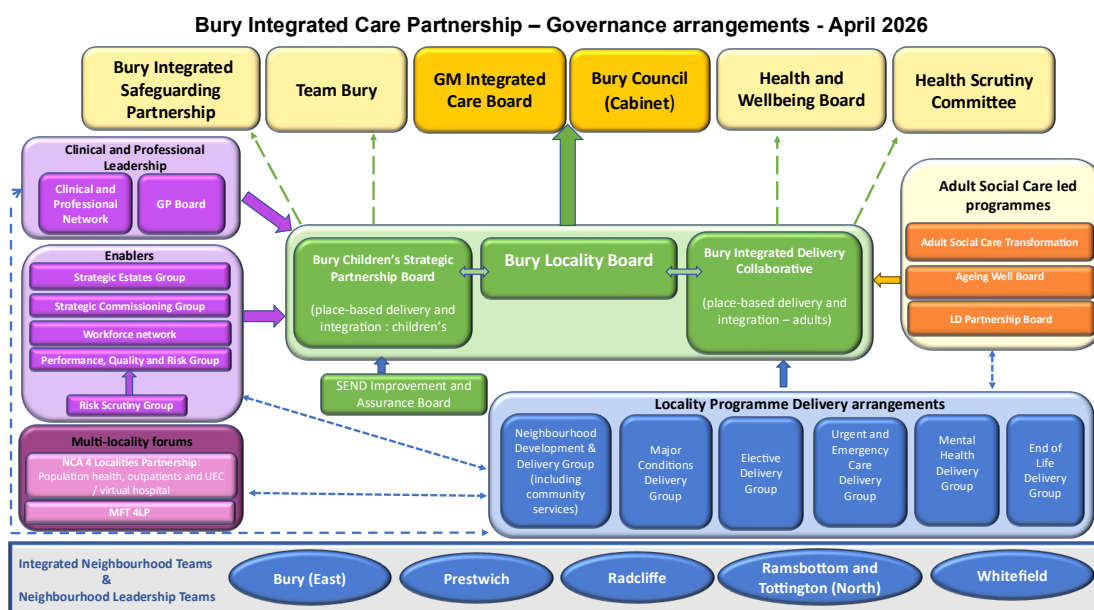 Bury Integrated Care Partnership – Governance arrangements - April 2026
Bury Integrated
Safeguarding
Partnership
Team Bury
GM Integrated
Care Board
Bury Council
(Cabinet)
Health and
Wellbeing Board
Health Scrutiny
Committee
Clinical and Professional
Leadership
Clinical and
Professional
Network
GP Board
Enablers
Strategic Estates Group
Strategic Commissioning Group
Workforce network
Performance, Quality and Risk Group
Risk Scrutiny Group
Multi-locality forums
NCA 4 Localities Partnership:
Population health, outpatients and UEC
/ virtual hospital
MFT 4LP
Bury Children's Strategic
Partnership Board
(place-based delivery and
integration : children's
Bury Locality Board
Bury Integrated Delivery
Collaborative
(place-based delivery and
integration – adults)
SEND Improvement and
Assurance Board
Adult Social Care led
programmes
Adult Social Care Transformation
Ageing Well Board
LD Partnership Board
Locality Programme Delivery arrangements
Neighbourhood
Development &
Delivery Group
(including
community
services)
Major
Conditions
Delivery
Group
Elective
Delivery
Group
Urgent and
Emergency
Care
Delivery
Group
Mental
Health
Delivery
Group
End of
Life
Delivery
Group
Integrated Neighbourhood Teams
&
Neighbourhood Leadership Teams
Bury (East)
Prestwich
Radcliffe
Ramsbottom and
Tottington (North)
Whitefield